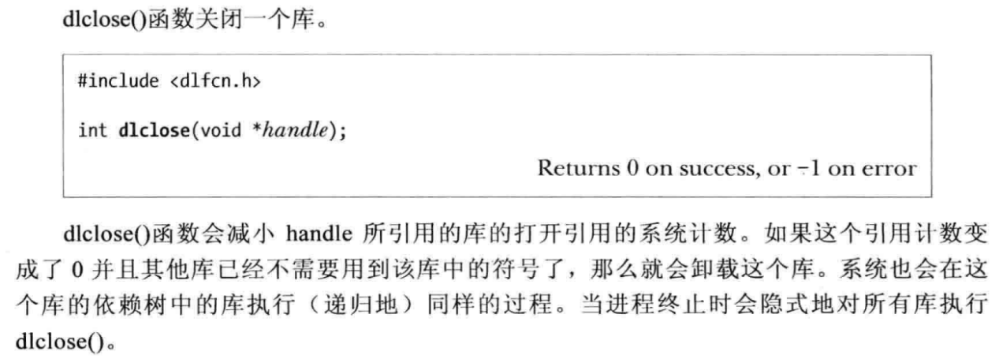 dlclose()函数关闭一个库。
#include <dlfcn.h>
int dlclose(void *handle);
Returns 0 on success, or −1 on error
dlclose()函数会减小 handle 所引用的库的打开引用的系统计数。如果这个引用计数变
成了 0 并且其他库已经不需要用到该库中的符号了，那么就会卸载这个库。系统也会在这
个库的依赖树中的库执行（递归地）同样的过程。当进程终止时会隐式地对所有库执行
dlclose()。